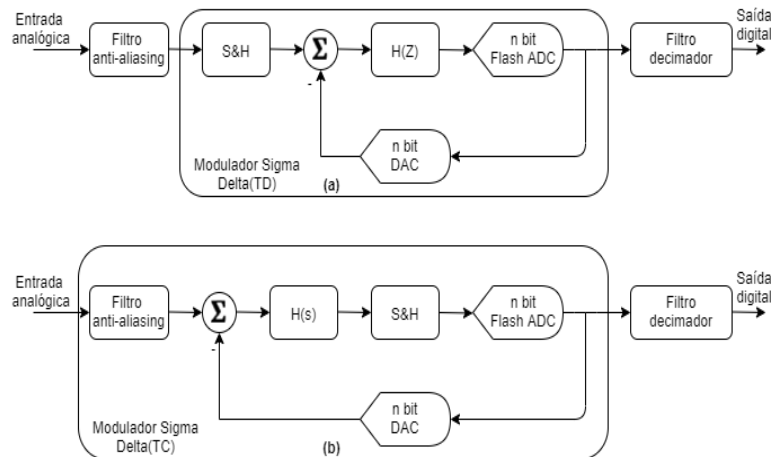 Entrada
analógica
Filtro
anti-aliasing
S&H
Σ
-
H(Z)
n bit
Flash ADC
Filtro
decimador
Saída
digital
n bit
DAC
Modulador Sigma
Delta(TD)
(a)
Entrada
analógica
Filtro
anti-aliasing
Σ
-
H(s)
S&H
n bit
Flash ADC
Filtro
decimador
Saída
digital
n bit
DAC
Modulador Sigma
Delta(TC)
(b)